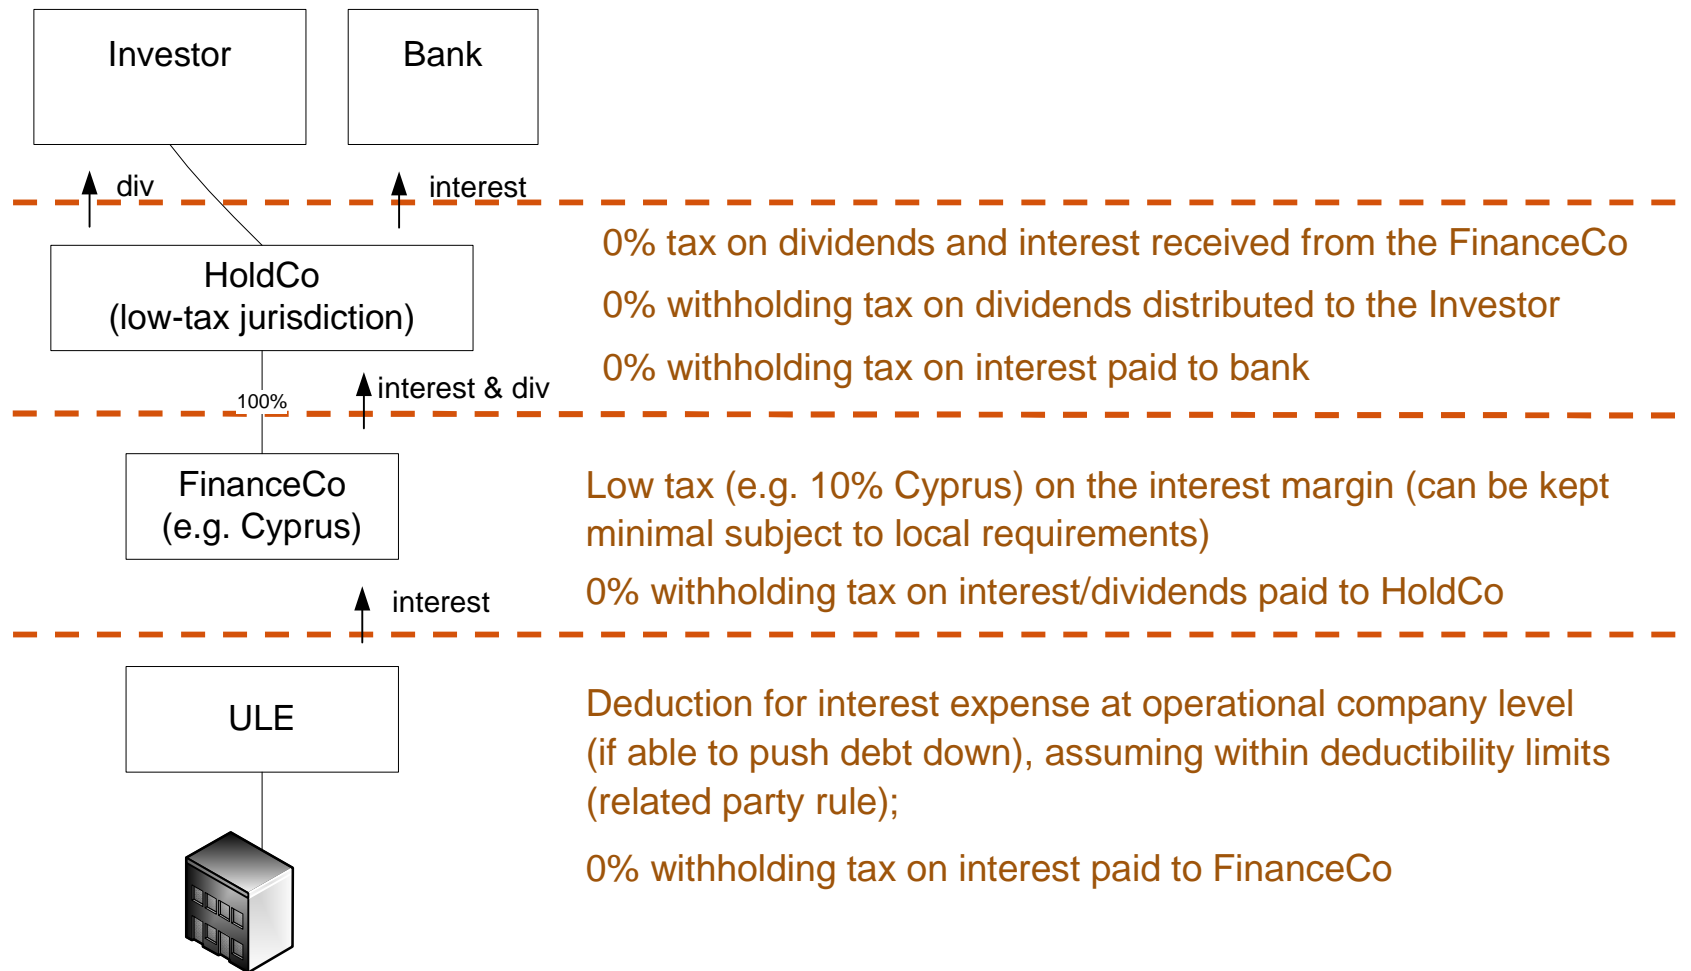 Investor
Bank
div
interest
HoldCo
(low-tax jurisdiction)
0% tax on dividends and interest received from the FinanceCo
0% withholding tax on dividends distributed to the Investor
0% withholding tax on interest paid to bank
interest & div
100%
FinanceCo
(e.g. Cyprus)
Low tax (e.g. 10% Cyprus) on the interest margin (can be kept
minimal subject to local requirements)
0% withholding tax on interest/dividends paid to HoldCo
interest
ULE
Deduction for interest expense at operational company level
(if able to push debt down), assuming within deductibility limits
(related party rule);
0% withholding tax on interest paid to FinanceCo